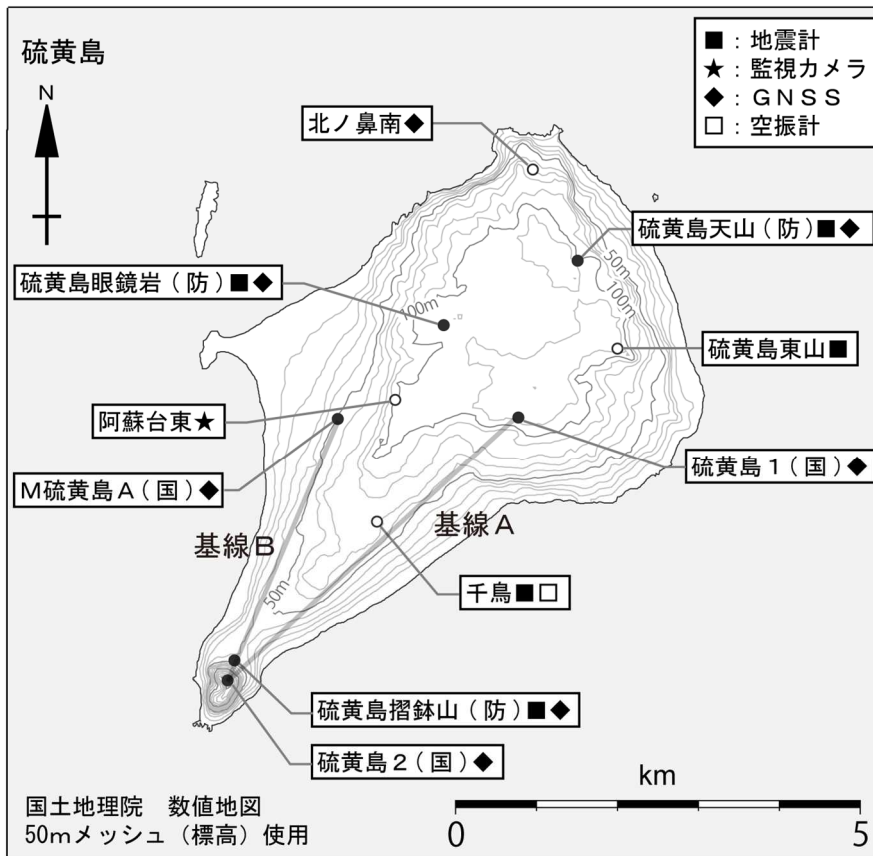 硫黄島
N
■：地震計
★：監視カメラ
◆：ＧＮＳＳ
□：空振計
北ノ鼻南◆
硫黄島天山（防）■◆
50m
100m
硫黄島眼鏡岩（防）■◆
100m
硫黄島東山■
阿蘇台東★
硫黄島１（国）◆
Ｍ硫黄島Ａ（国）◆
基線Ａ
基線Ｂ
千鳥■□
50m
硫黄島摺鉢山（防）■◆
硫黄島２（国）◆
km
国土地理院　数値地図
50mメッシュ（標高）使用
0
5